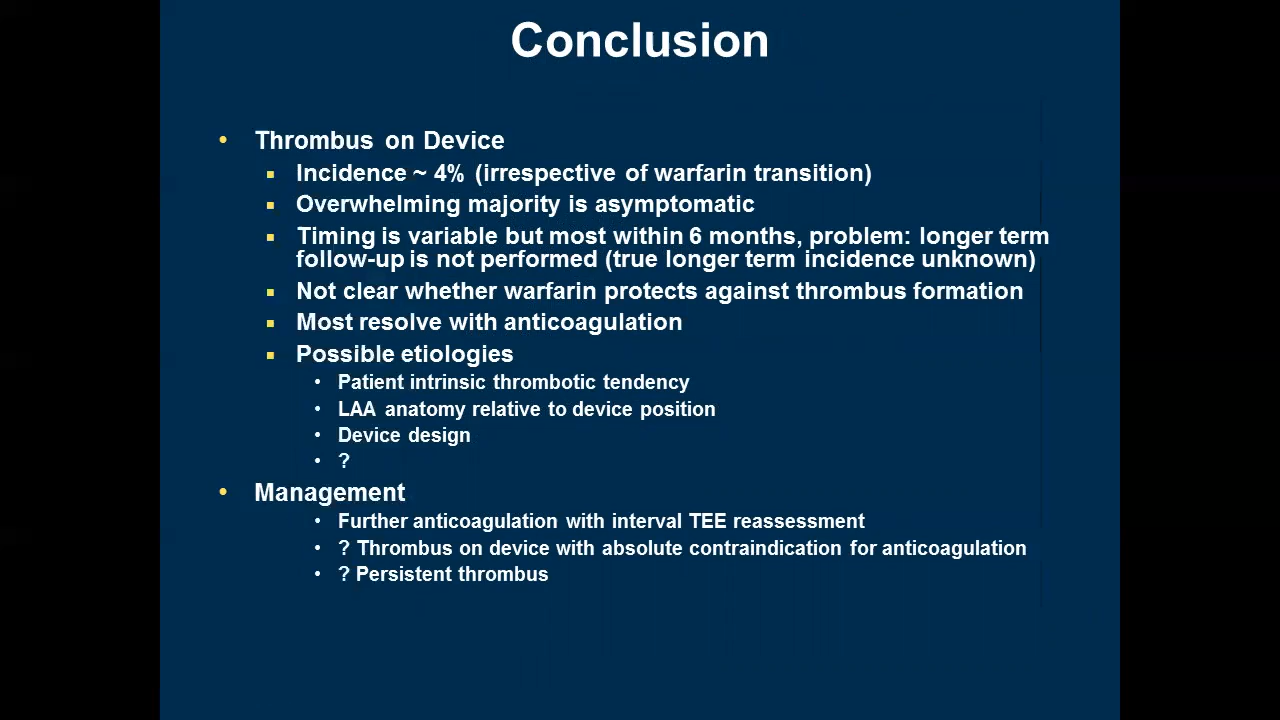 Conclusion
• Thrombus on Device
▪ Incidence ~ 4% (irrespective of warfarin transition)
▪ Overwhelming majority is asymptomatic
▪ Timing is variable but most within 6 months, problem: longer term
follow-up is not performed (true longer term incidence unknown)
▪ Not clear whether warfarin protects against thrombus formation
▪ Most resolve with anticoagulation
▪ Possible etiologies
• Patient intrinsic thrombotic tendency
• LAA anatomy relative to device position
• Device design
• ?
• Management
• Further anticoagulation with interval TEE reassessment
• ? Thrombus on device with absolute contraindication for anticoagulation
• ? Persistent thrombus